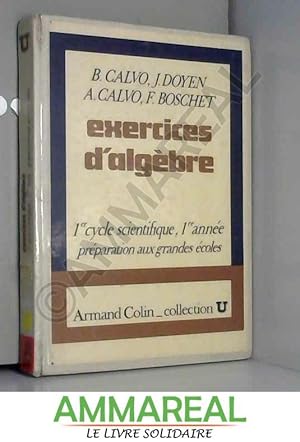 U
B. CALVO, J. DOYEN
A. CALVO, F. BOSCHET
exercices
d'algèbre
1er cycle scientifique, 1re année
préparation aux grandes écoles
Armand Colin _ collection U
©AMMAREAL
AMMAREAL
LE LIVRE SOLIDAIRE